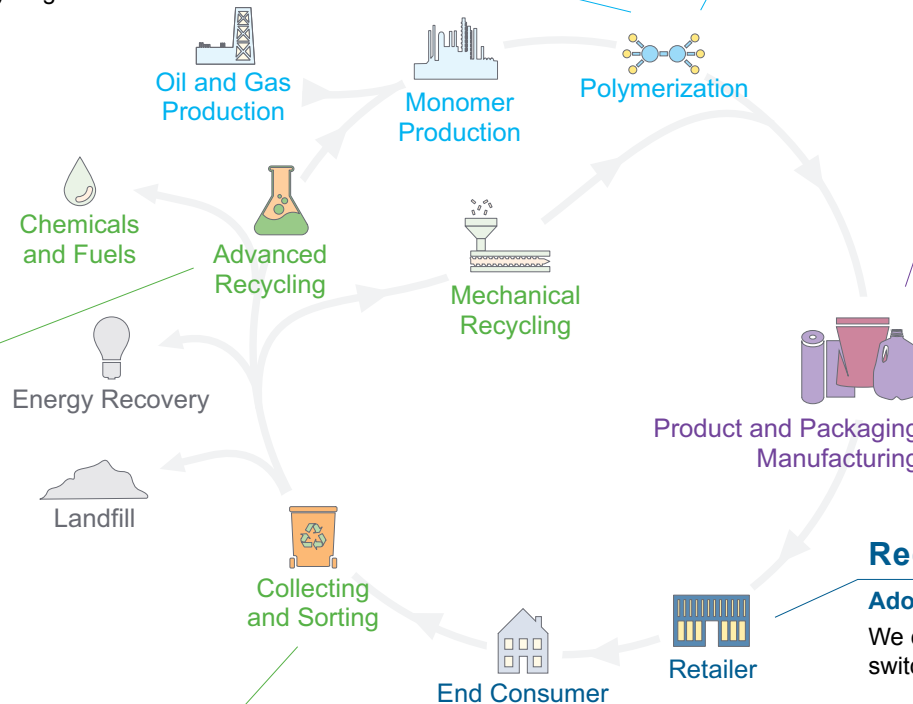 Oil and Gas
Production
Monomer
Production
Polymerization
Chemicals
and Fuels
Advanced
Recycling
Mechanical
Recycling
Energy Recovery
Product and Packaging
Manufacturing
Landfill
Collecting
and Sorting
End Consumer
Retailer
We